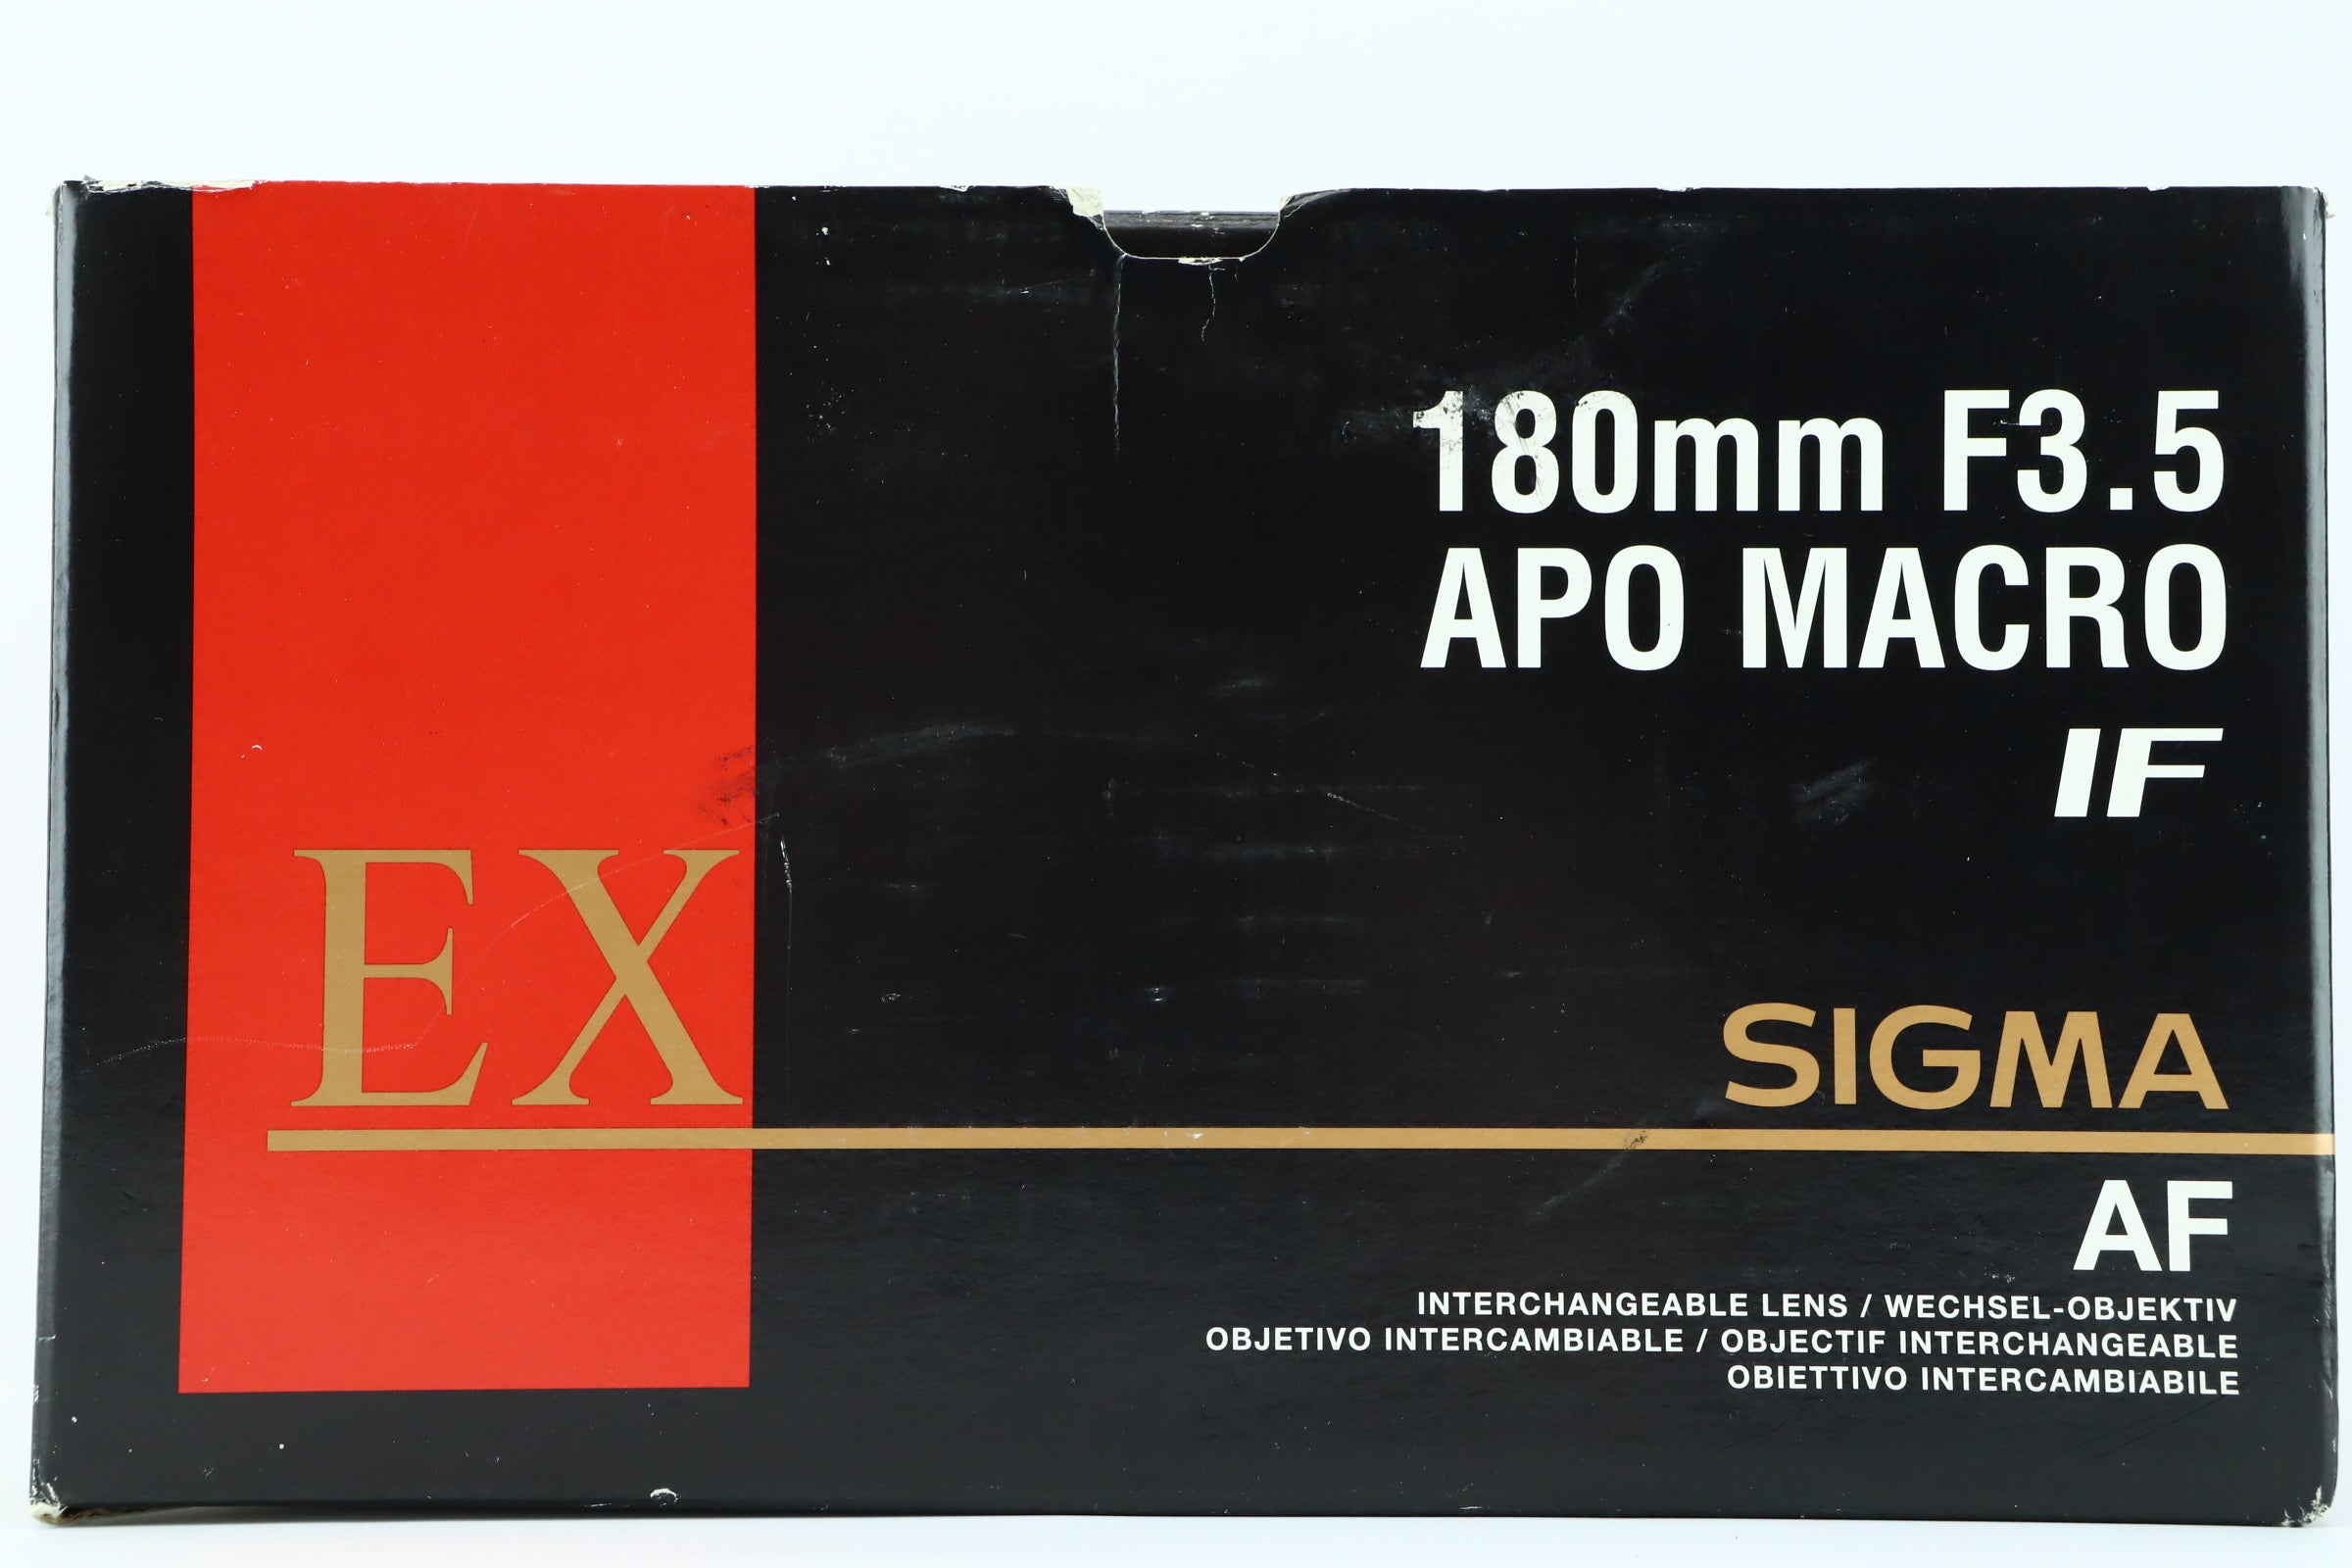 180mm F3.5
APO MACRO
IF
EX
SIGMA
AF
INTERCHANGEABLE LENS / WECHSEL-OBJEKTIV
OBJETIVO INTERCAMBIABLE / OBJECTIF INTERCHANGEABLE
OBIETTIVO INTERCAMBIABILE